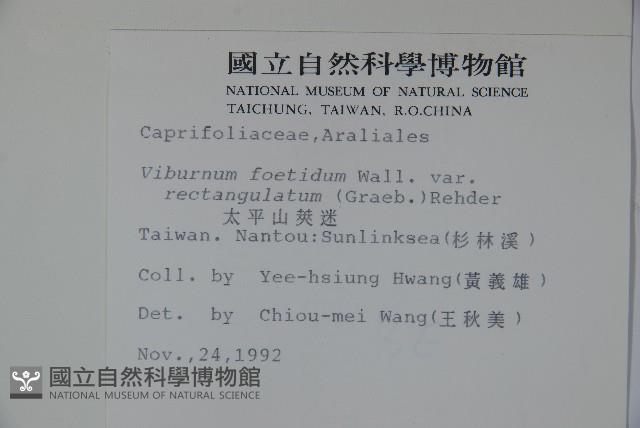 國立自然科學博物館
NATIONAL MUSEUM OF NATURAL SCIENCE
TAICHUNG, TAIWAN, R.O.CHINA
Caprifoliaceae,Araliales
Viburnum foetidum Wall. var.
rectangulatum (Graeb.)Rehder
太平山莢迷
Taiwan. Nantou:Sunlinksea(杉林溪)
Coll. by Yee-hsiung Hwang(黃義雄)
Det. by Chiou-mei Wang(王秋美)
Nov.,24,1992
國立自然科學博物館
NATIONAL MUSEUM OF NATURAL SCIENCE